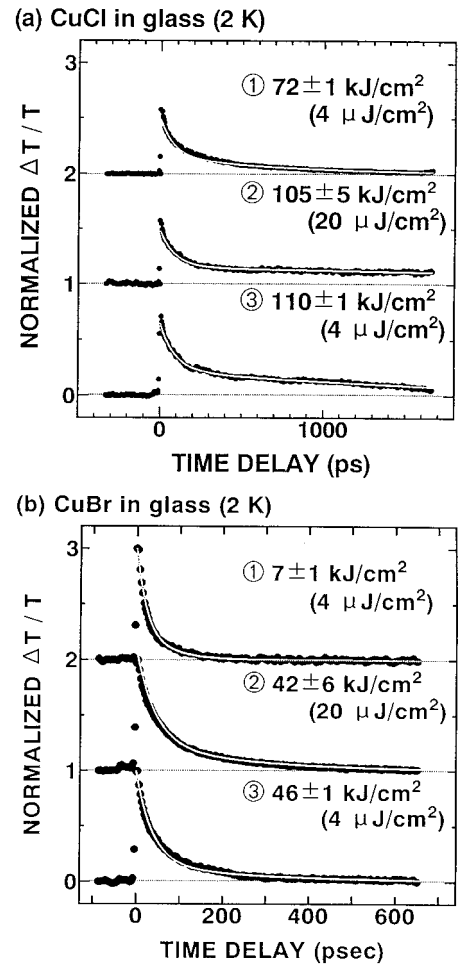 (a) CuCl in glass (2 K)
3
① 72±1 kJ/cm²
(4 μJ/cm²)
2
② 105±5 kJ/cm²
(20 μJ/cm²)
1
③ 110±1 kJ/cm²
(4 μJ/cm²)
0
NORMALIZED ΔT / T
0 1000
TIME DELAY (ps)
(b) CuBr in glass (2 K)
3
① 7±1 kJ/cm²
(4 μJ/cm²)
2
② 42±6 kJ/cm²
(20 μJ/cm²)
1
③ 46±1 kJ/cm²
(4 μJ/cm²)
0
NORMALIZED ΔT / T
0 200 400 600
TIME DELAY (psec)